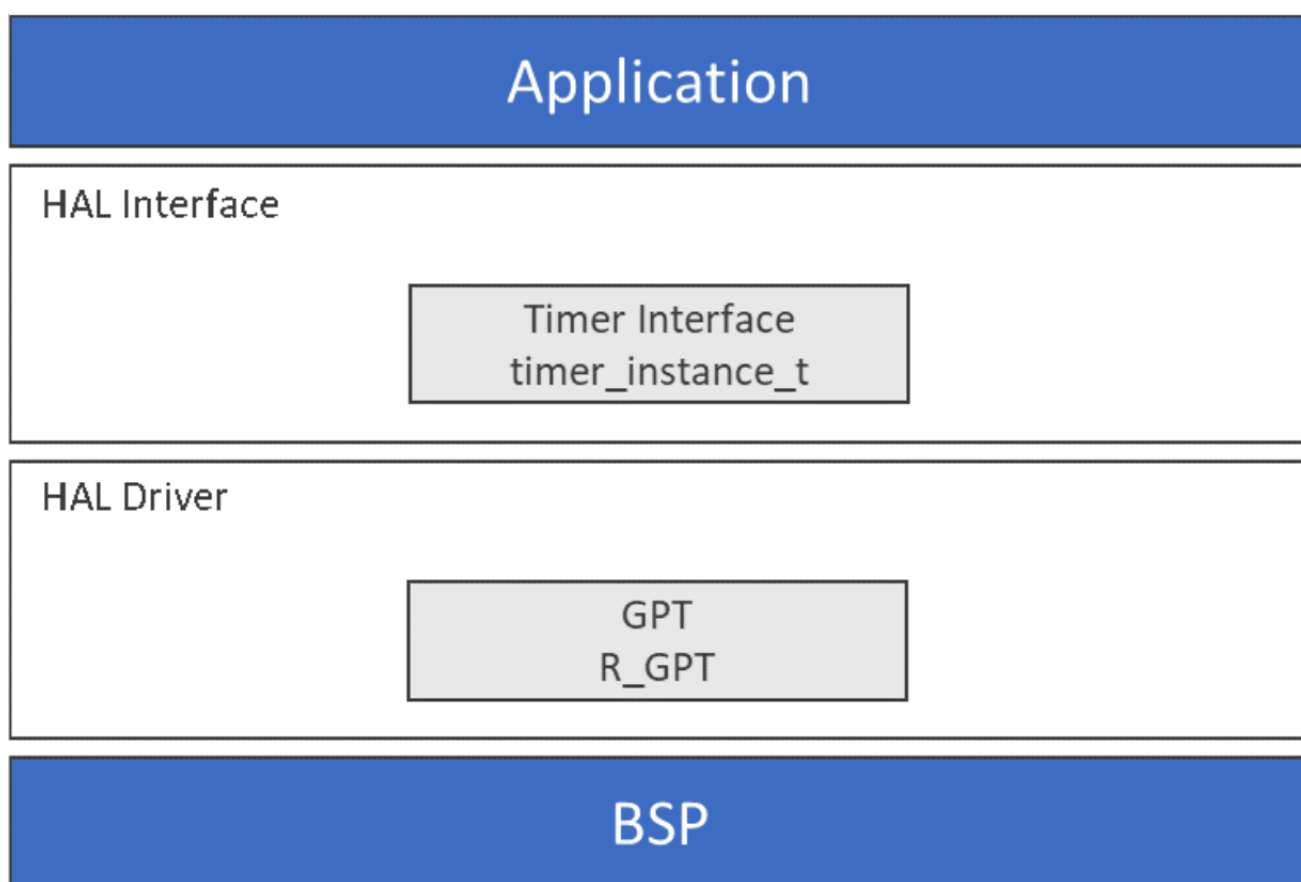 Application
HAL Interface
Timer Interface
timer_instance_t
HAL Driver
GPT
R_GPT
BSP